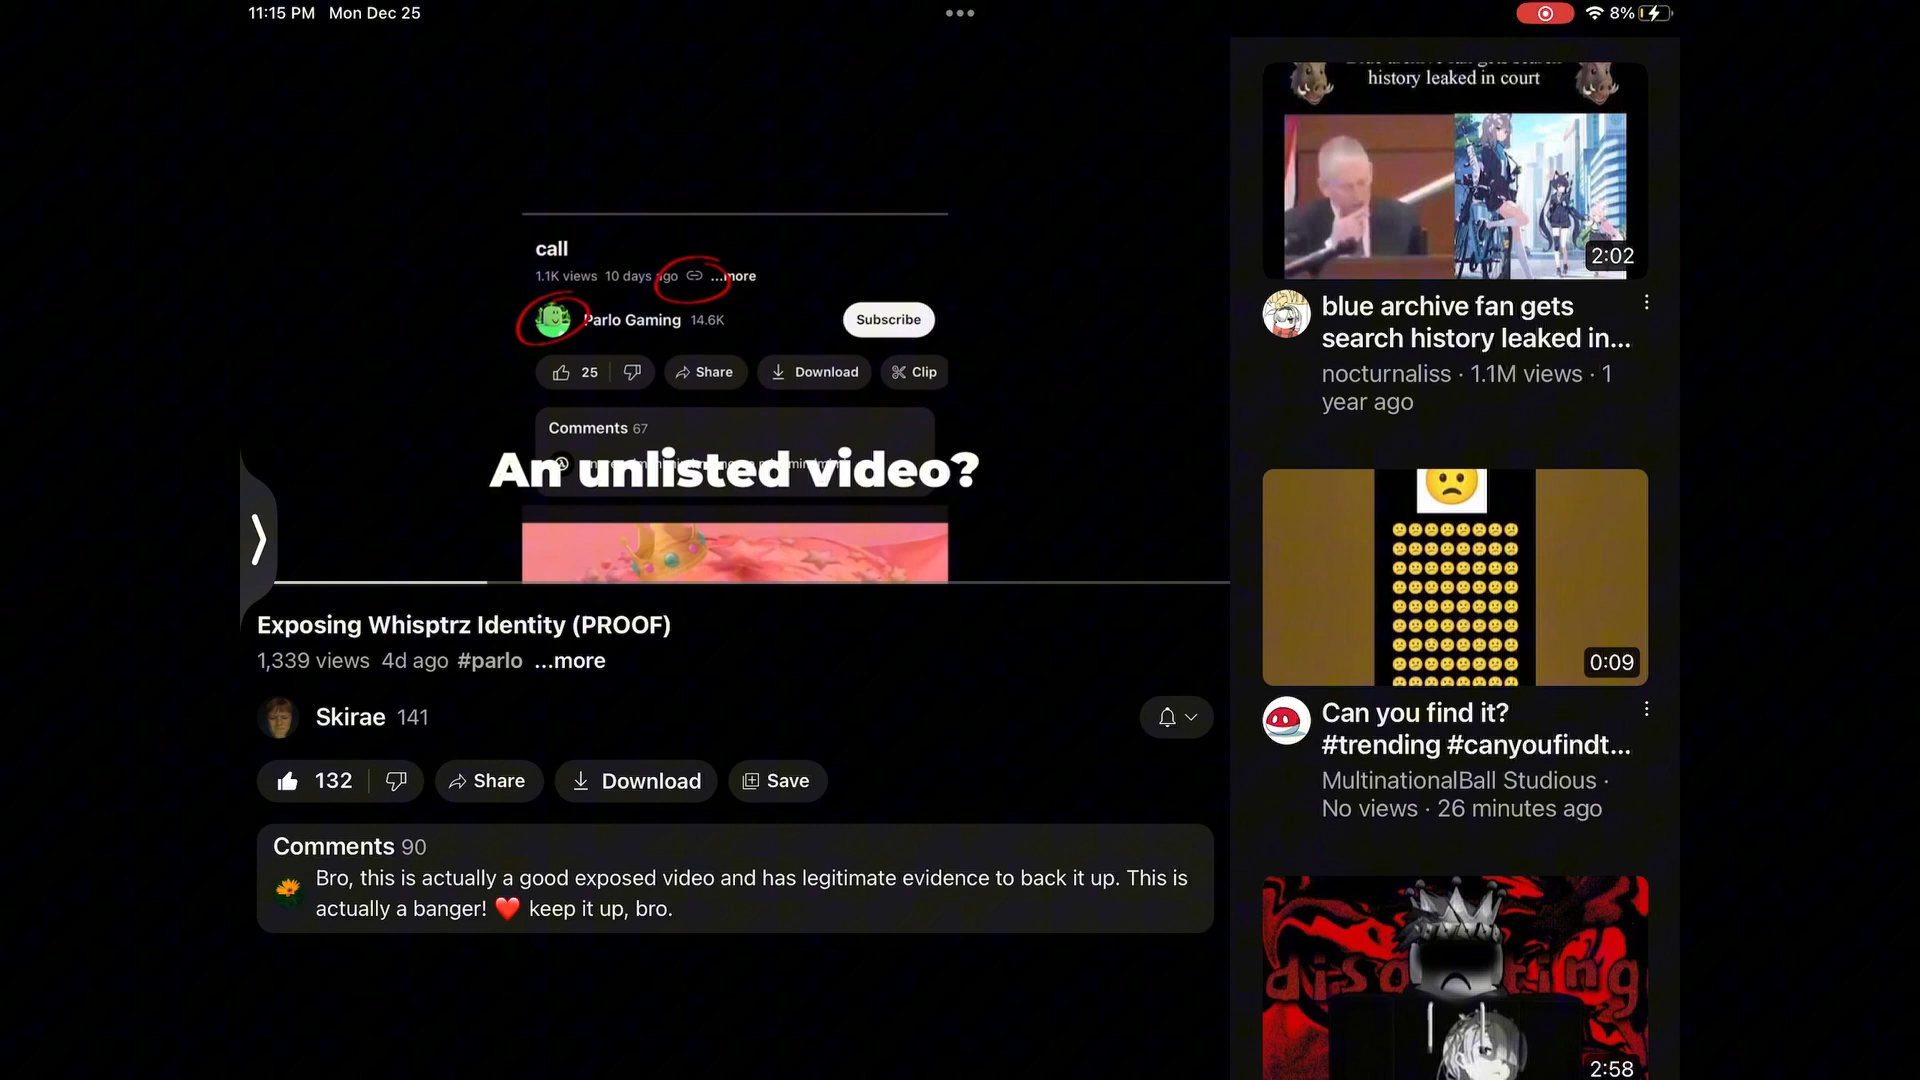 11:15 PM Mon Dec 25
8%
call
1.1K views 10 days ago ...more
Parlo Gaming 14.6K
Subscribe
25
Share
Download
Clip
Comments 67
An unlisted video?
Exposing Whisptrz Identity (PROOF)
1,339 views 4d ago #parlo ...more
Skirae 141
132
Share
Download
Save
Comments 90
Bro, this is actually a good exposed video and has legitimate evidence to back it up. This is
actually a banger! ❤️ keep it up, bro.
history leaked in court
2:02
blue archive fan gets
search history leaked in...
nocturnaliss · 1.1M views · 1
year ago
0:09
Can you find it?
#trending #canyoufindt...
MultinationalBall Studious ·
No views · 26 minutes ago
2:58